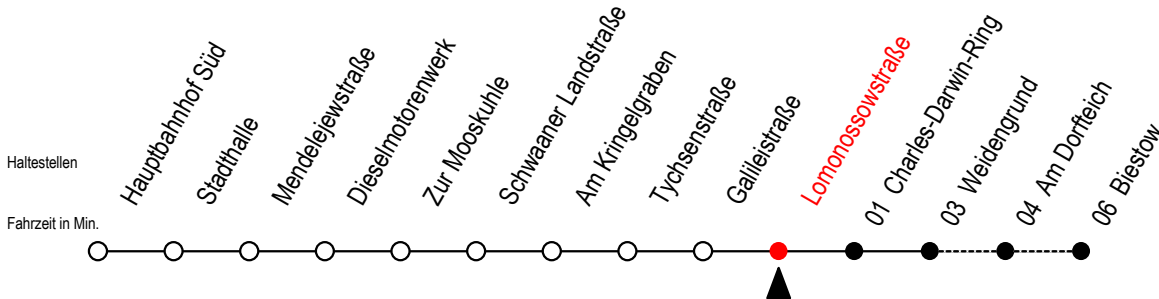 Haltestellen
Fahrzeit in Min.
Hauptbahnhof Süd
Stadthalle
Mendelejewstraße
Dieselmotorenwerk
Zur Mooskuhle
Schwaaner Landstraße
Am Kringelgraben
Tychsenstraße
Galileistraße
Lomonossowstraße
01 Charles-Darwin-Ring
03 Weidengrund
04 Am Dorfteich
06 Biestow